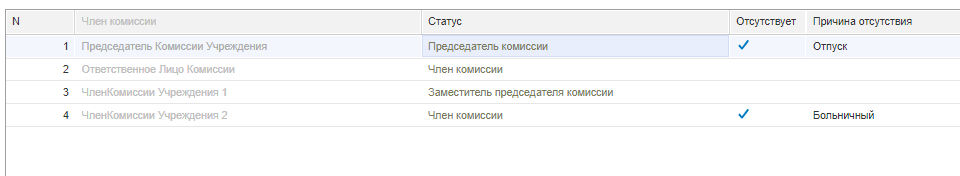 N Член комиссии Статус Отсутствует Причина отсутствия
1 Председатель Комиссии Учреждения Председатель комиссии Отпуск
2 Ответственное Лицо Комиссии Член комиссии
3 ЧленКомиссии Учреждения 1 Заместитель председателя комиссии
4 ЧленКомиссии Учреждения 2 Член комиссии Больничный